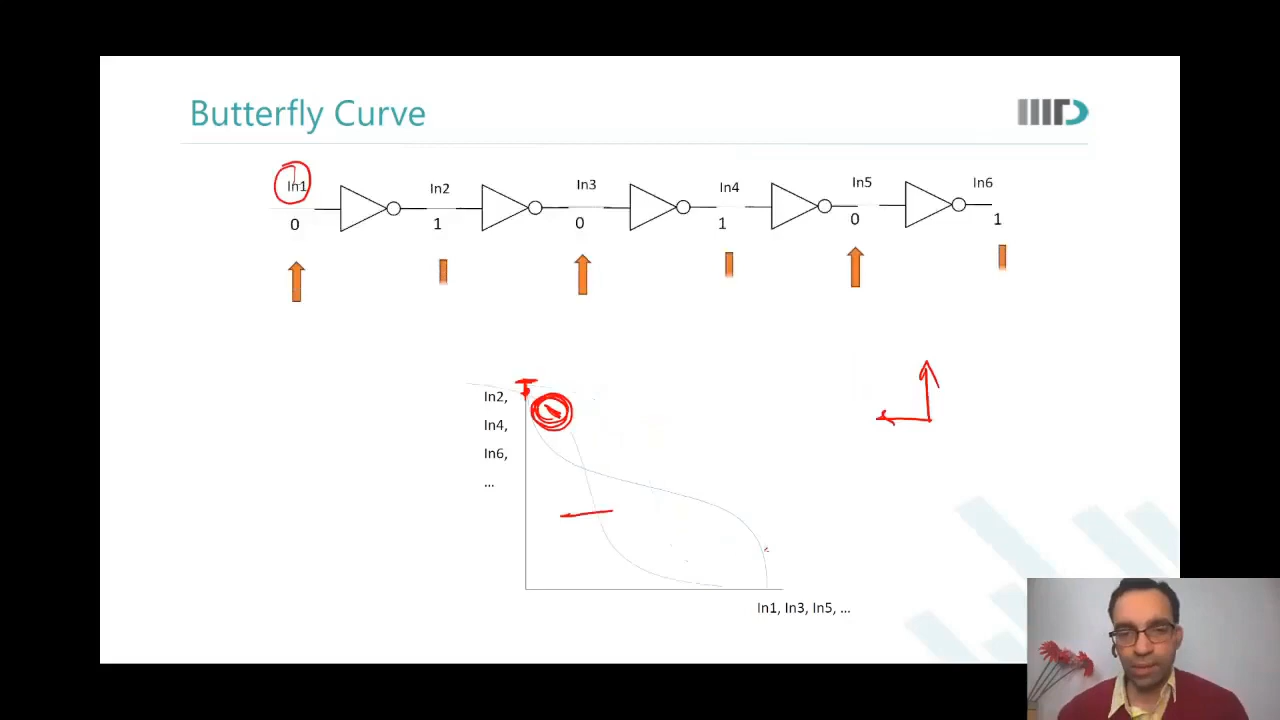 Butterfly Curve
IIITD
In1 In2 In3 In4 In5 In6
0 1 0 1 0 1
In2,
In4,
In6,
...
In1, In3, In5, ...